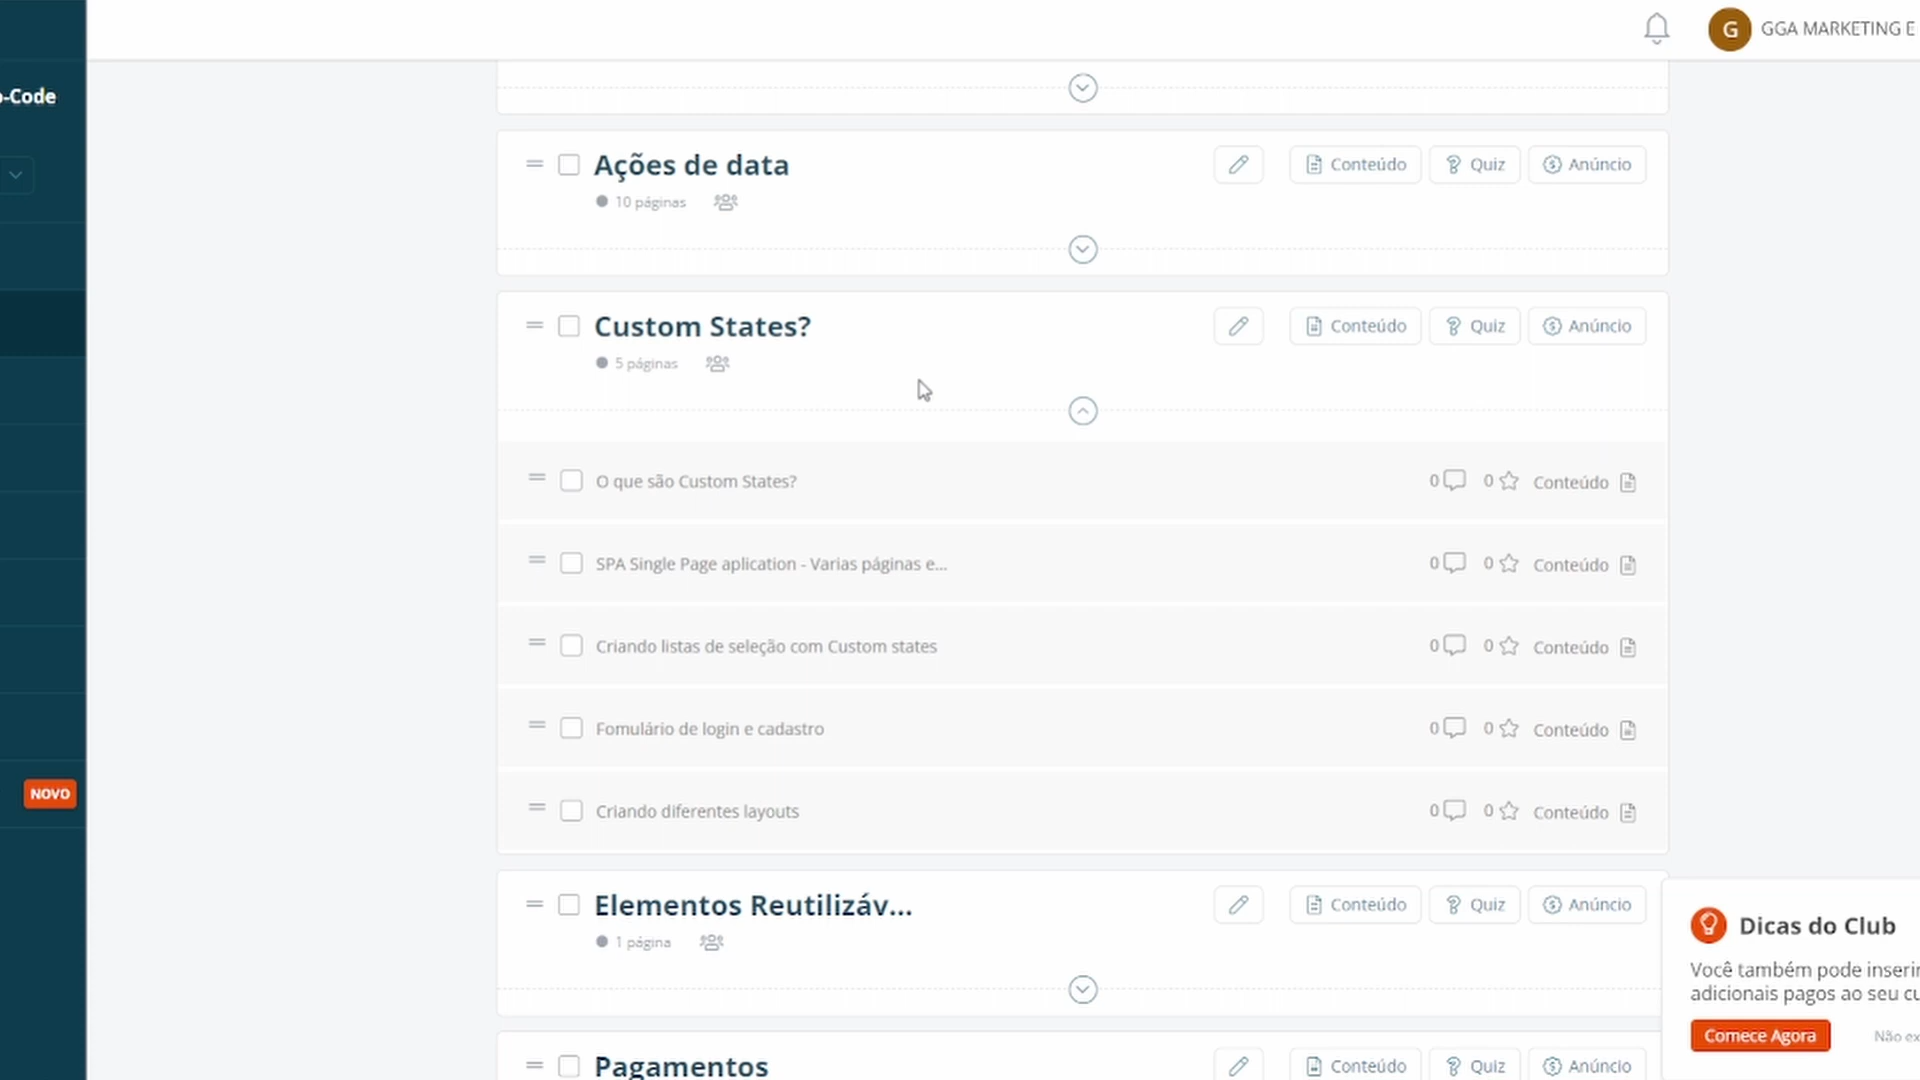 G GGA MARKETING E
o-Code
Ações de data
Conteúdo Quiz Anúncio
10 páginas
Custom States?
Conteúdo Quiz Anúncio
5 páginas
O que são Custom States? 0 0 Conteúdo
SPA Single Page aplication - Varias páginas e... 0 0 Conteúdo
Criando listas de seleção com Custom states 0 0 Conteúdo
Fomulário de login e cadastro 0 0 Conteúdo
NOVO
Criando diferentes layouts 0 0 Conteúdo
Elementos Reutilizáv...
Conteúdo Quiz Anúncio
1 página
Dicas do Club
Você também pode inserir
adicionais pagos ao seu cu
Comece Agora Não ex
Pagamentos
Conteúdo Quiz Anúncio